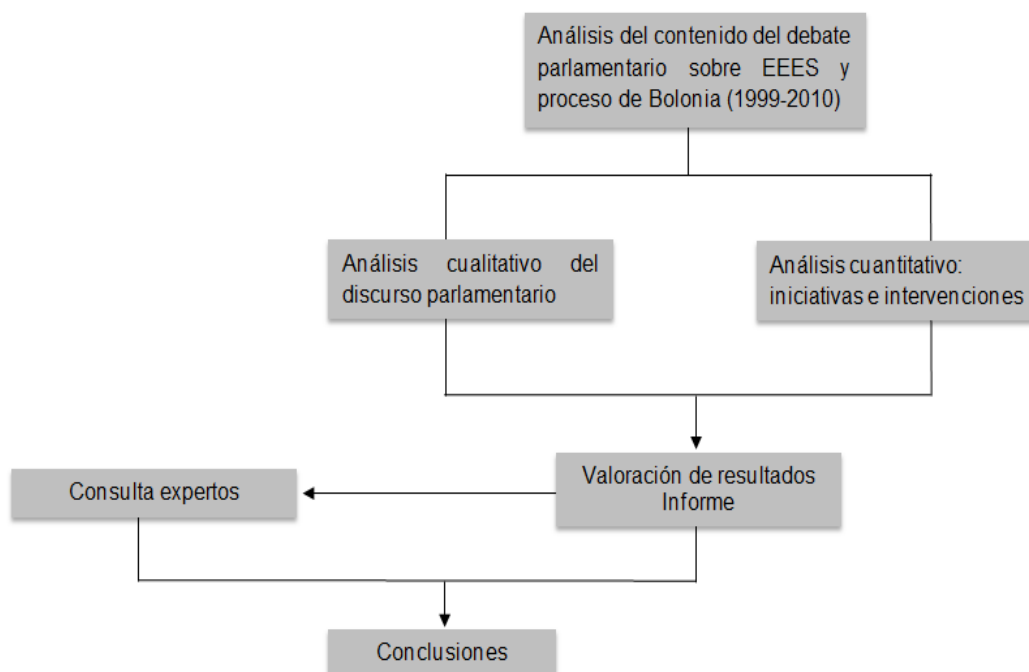 Análisis del contenido del debate
parlamentario sobre EEES y
proceso de Bolonia (1999-2010)
Análisis cualitativo del
discurso parlamentario
Análisis cuantitativo:
iniciativas e intervenciones
Valoración de resultados
Informe
Consulta expertos
Conclusiones